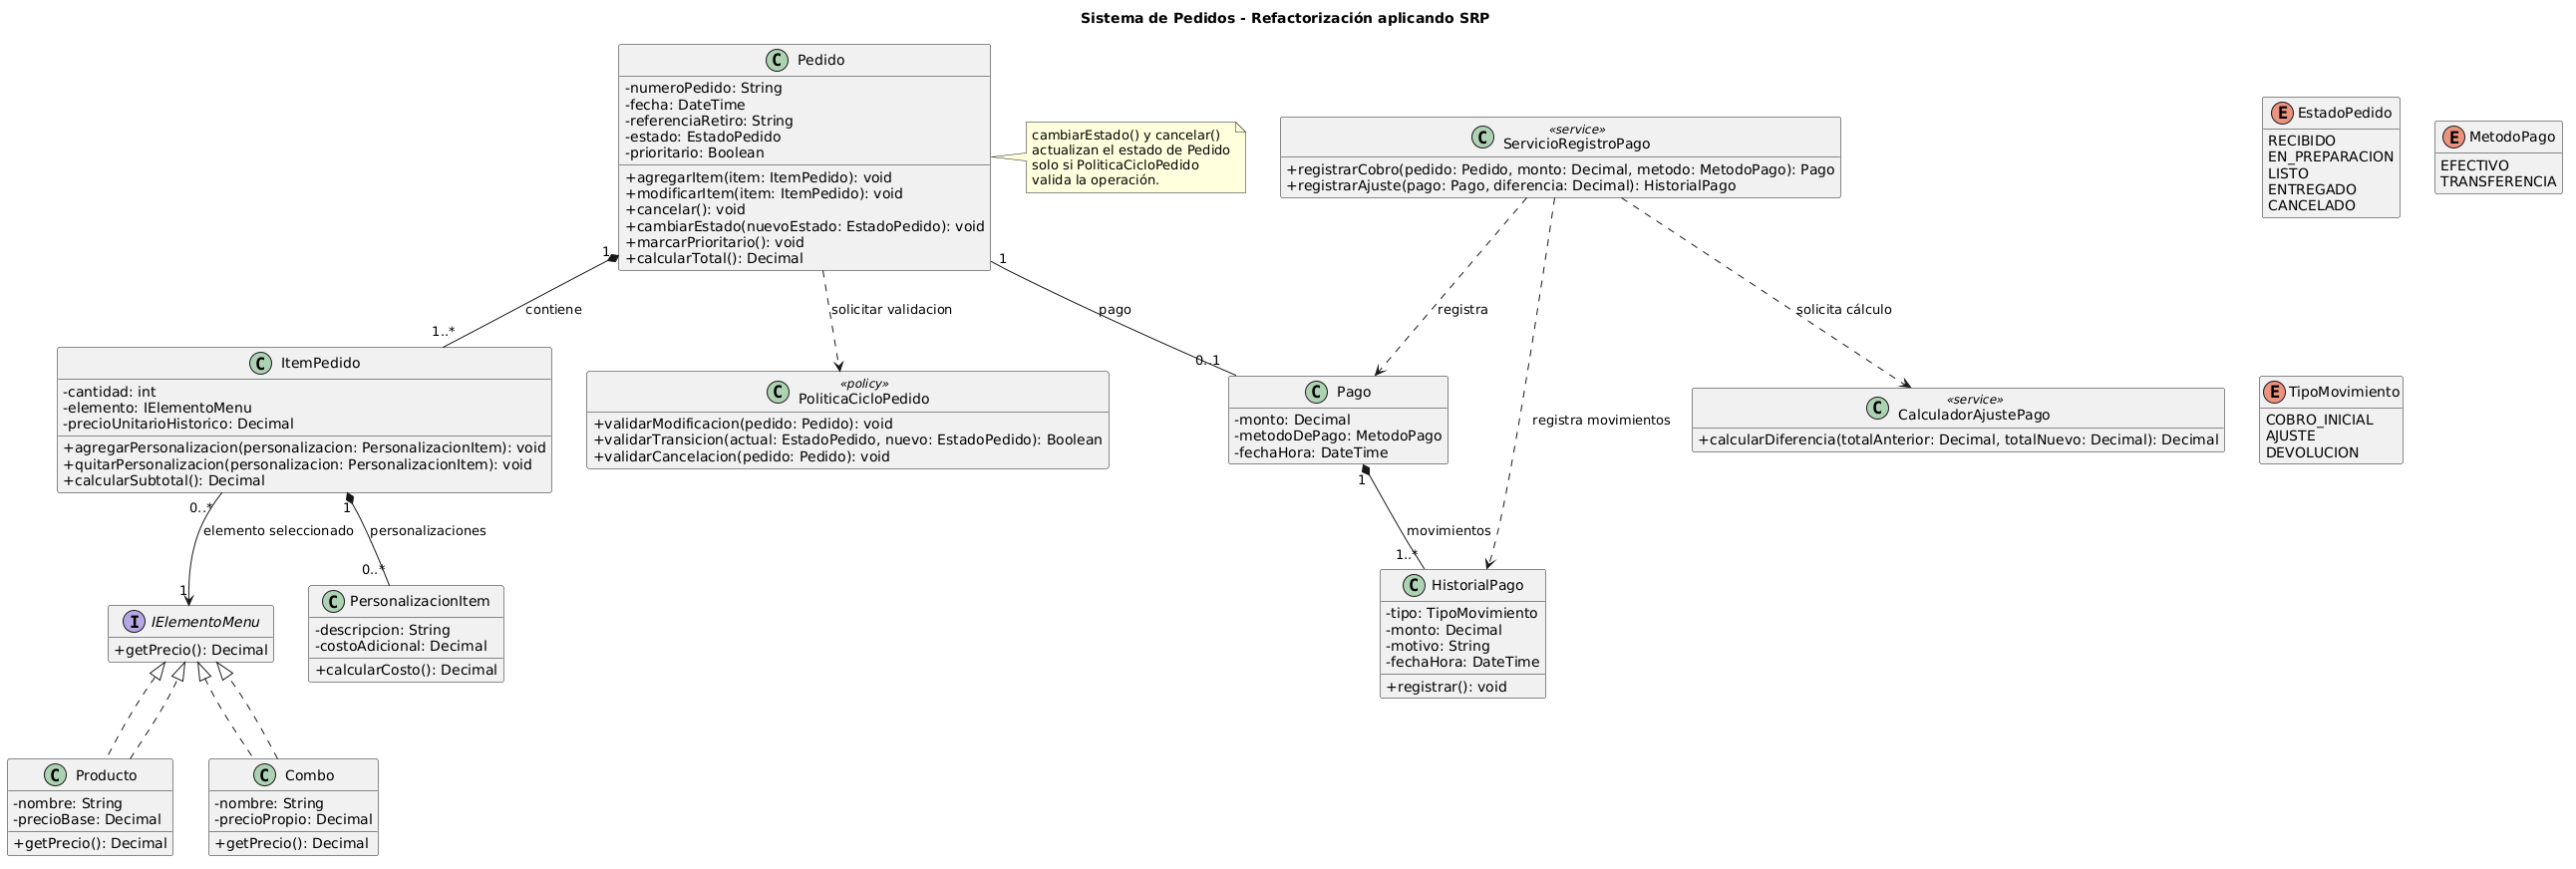 Sistema de Pedidos - Refactorización aplicando SRP
C Pedido
-numeroPedido: String
-fecha: DateTime
-referenciaRetiro: String
-estado: EstadoPedido
-prioritario: Boolean
+agregarItem(item: ItemPedido): void
+modificarItem(item: ItemPedido): void
+cancelar(): void
+cambiarEstado(nuevoEstado: EstadoPedido): void
+marcarPrioritario(): void
+calcularTotal(): Decimal
cambiarEstado() y cancelar()
actualizan el estado de Pedido
solo si PoliticaCicloPedido
valida la operación.
«service»
C ServicioRegistroPago
+registrarCobro(pedido: Pedido, monto: Decimal, metodo: MetodoPago): Pago
+registrarAjuste(pago: Pago, diferencia: Decimal): HistorialPago
E EstadoPedido
RECIBIDO
EN_PREPARACION
LISTO
ENTREGADO
CANCELADO
E MetodoPago
EFECTIVO
TRANSFERENCIA
1
contiene
1..*
solicitar validacion
1
pago
0..1
registra
registra movimientos
solicita cálculo
C ItemPedido
-cantidad: int
-elemento: IElementoMenu
-precioUnitarioHistorico: Decimal
+agregarPersonalizacion(personalizacion: PersonalizacionItem): void
+quitarPersonalizacion(personalizacion: PersonalizacionItem): void
+calcularSubtotal(): Decimal
«policy»
C PoliticaCicloPedido
+validarModificacion(pedido: Pedido): void
+validarTransicion(actual: EstadoPedido, nuevo: EstadoPedido): Boolean
+validarCancelacion(pedido: Pedido): void
C Pago
-monto: Decimal
-metodoDePago: MetodoPago
-fechaHora: DateTime
«service»
C CalculadorAjustePago
+calcularDiferencia(totalAnterior: Decimal, totalNuevo: Decimal): Decimal
E TipoMovimiento
COBRO_INICIAL
AJUSTE
DEVOLUCION
0..*
elemento seleccionado
1
1
personalizaciones
0..*
1
movimientos
1..*
I IElementoMenu
+getPrecio(): Decimal
C PersonalizacionItem
-descripcion: String
-costoAdicional: Decimal
+calcularCosto(): Decimal
C HistorialPago
-tipo: TipoMovimiento
-monto: Decimal
-motivo: String
-fechaHora: DateTime
+registrar(): void
C Producto
-nombre: String
-precioBase: Decimal
+getPrecio(): Decimal
C Combo
-nombre: String
-precioPropio: Decimal
+getPrecio(): Decimal